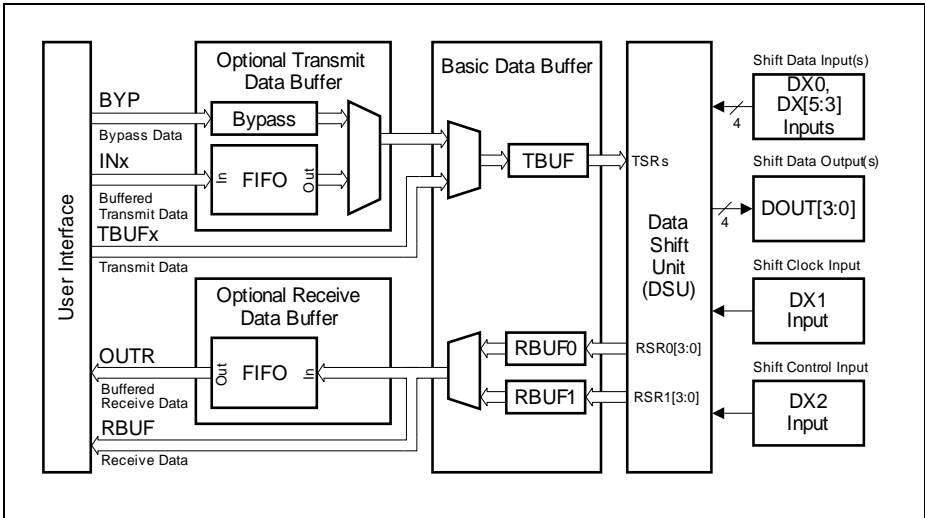 User Interface
Optional Transmit
Data Buffer
BYP
Bypass Data
Bypass
INx
Buffered
Transmit Data
In
FIFO
Out
TBUFx
Transmit Data
Optional Receive
Data Buffer
OUTR
Buffered
Receive Data
Out
FIFO
In
RBUF
Receive Data
Basic Data Buffer
TBUF
RBUF0
RBUF1
TSRs
Data
Shift
Unit
(DSU)
RSR0[3:0]
RSR1[3:0]
Shift Data Input(s)
4
DX0,
DX[5:3]
Inputs
Shift Data Output(s)
4
DOUT[3:0]
Shift Clock Input
DX1
Input
Shift Control Input
DX2
Input